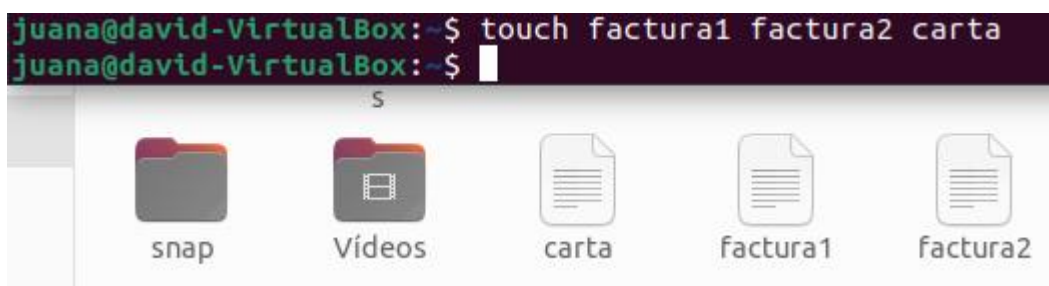 juana@david-VirtualBox:~$ touch factura1 factura2 carta
juana@david-VirtualBox:~$
s
snap Vídeos carta factura1 factura2